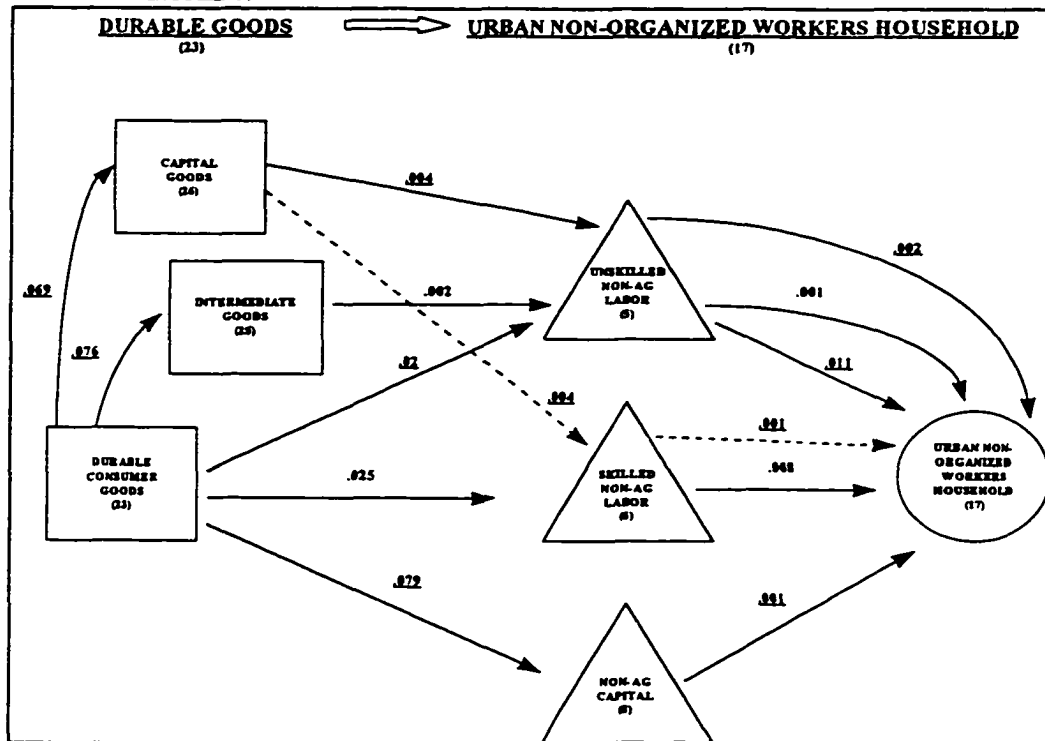 DURABLE GOODS
(23)
URBAN NON-ORGANIZED WORKERS HOUSEHOLD
(17)
CAPITAL
GOODS
(26)
.004
.002
UNSKILLED
NON-AG
LABOR
(5)
.001
.069
INTERMEDIATE
GOODS
(25)
.002
.076
.02
.011
.004
.001
DURABLE
CONSUMER
GOODS
(23)
.025
SKILLED
NON-AG
LABOR
.008
URBAN NON-
ORGANIZED
WORKERS
HOUSEHOLD
(17)
.079
.001
NON-AG
CAPITAL